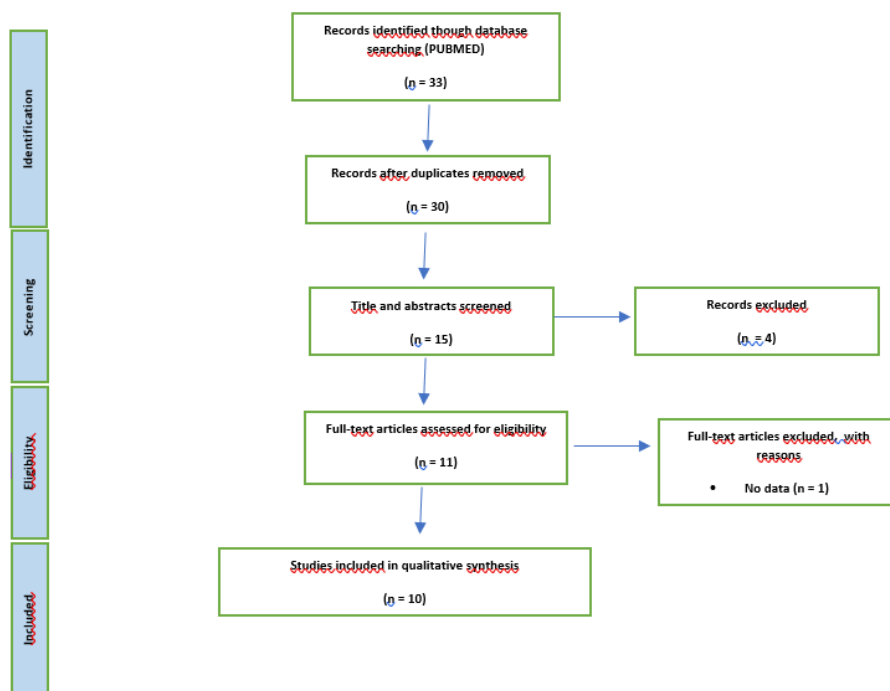 Identification
Records identified though database
searching (PUBMED)
(n = 33)
Records after duplicates removed
(n = 30)
Screening
Title and abstracts screened
(n = 15)
Records excluded
(n = 4)
Eligibility
Full-text articles assessed for eligibility
(n = 11)
Full-text articles excluded, with
reasons
• No data (n = 1)
Included
Studies included in qualitative synthesis
(n = 10)